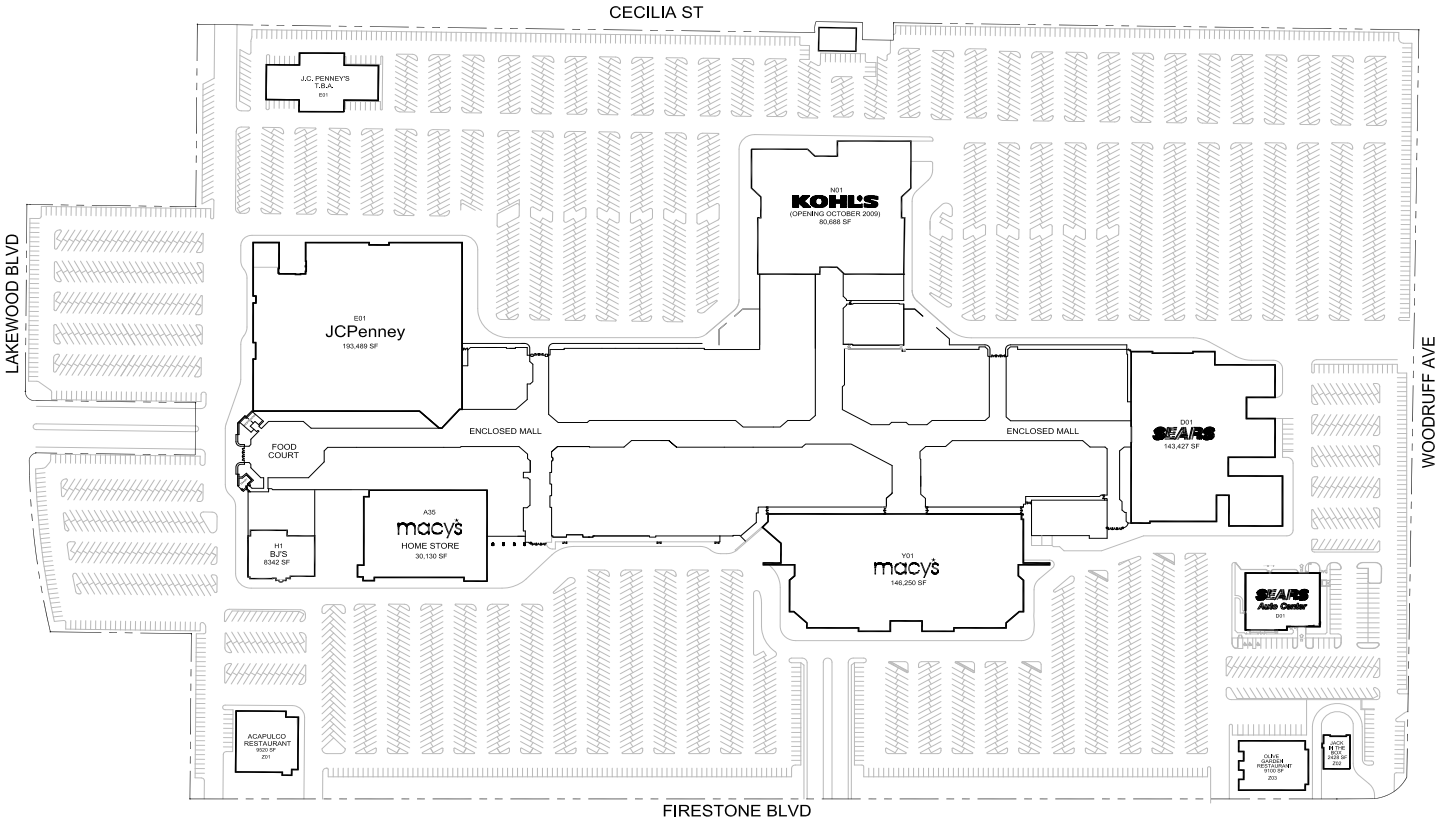 CECILIA ST
J.C. PENNEY'S
T.B.A.
E01
N01
KOHL'S
(OPENING OCTOBER 2009)
80,688 SF
LAKEWOOD BLVD
E01
JCPenney
193,489 SF
WOODRUFF AVE
ENCLOSED MALL
ENCLOSED MALL
D01
SEARS
143,427 SF
FOOD
COURT
A35
macy's
HOME STORE
30,130 SF
H1
BJ'S
8342 SF
Y01
macy's
146,250 SF
SEARS
Auto Center
D01
ACAPULCO
RESTAURANT
9520 SF
Z01
OLIVE
GARDEN
RESTAURANT
9100 SF
Z03
JACK
IN THE
BOX
2428 SF
Z02
FIRESTONE BLVD